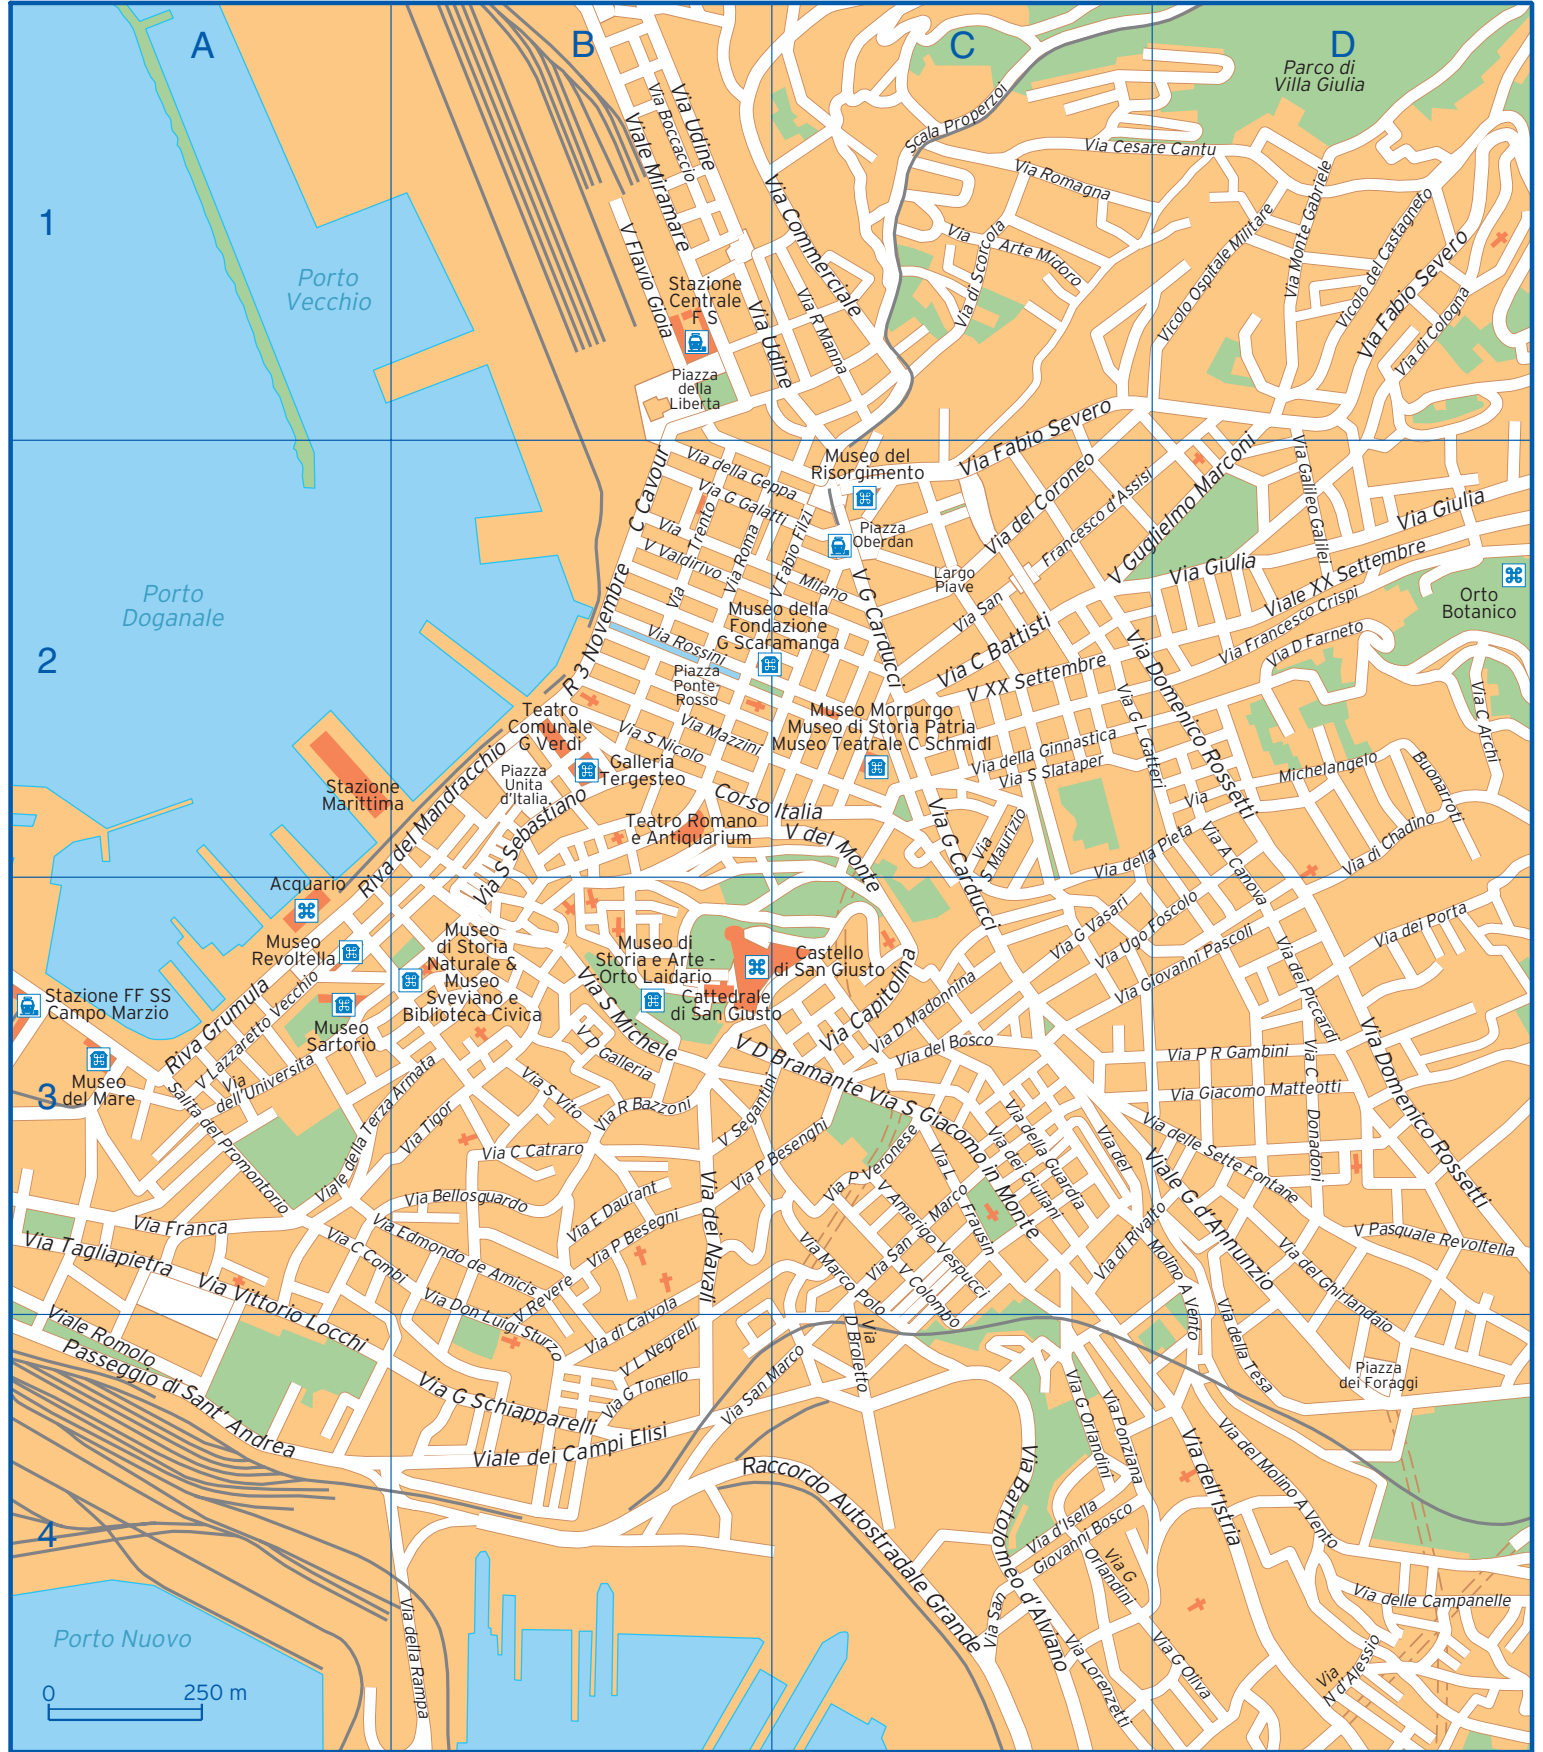 A
B
C
D
1
2
3
4
Parco di
Villa Giulia
Via Udine
Via Boccaccio
Viale Miramare
Scala Properzoi
Via Cesare Cantu
Via Romagna
Via Commerciale
V Flavio Gioia
Via
Arte Midoro
Via di Scorcola
Vicolo Ospitale Militare
Via Monte Gabriele
Vicolo del Castagneto
Via Fabio Severo
Via di Cologna
Porto
Vecchio
Stazione
Centrale
F S
Via Udine
Via R Manna
Piazza
della
Liberta
Via Fabio Severo
Museo del
Risorgimento
Via della Geppa
Via G Galatti
C Cavour
Via
Trento
Via
Via Roma
V Fabio Filzi
Milano
V Valdirivo
Piazza
Oberdan
Via del Coroneo
Francesco d'Assisi
Via San
V Guglielmo Marconi
Via Galileo Galilei
Via Giulia
Via Giulia
Largo
Piave
Viale XX Settembre
Via Francesco Crispi
Via D Farneto
Orto
Botanico
Porto
Doganale
R 3 Novembre
Museo della
Fondazione
G Scaramanga
V G Carducci
Via Rossini
Piazza
Ponte-
Rosso
Via C Battisti
V XX Settembre
Via Domenico Rossetti
Via G L Gatteri
Via C Archi
Teatro
Comunale
G Verdi
Via Mazzini
Via S Nicolo
Museo Morpurgo
Museo di Storia Patria
Museo Teatrale C Schmidl
Via della Ginnastica
Via S Slataper
Michelangelo
Via
Buonarroti
Galleria
Tergesteo
Piazza
Unita
d'Italia
Stazione
Marittima
Riva del Mandracchio
Via S Sebastiano
Corso Italia
Teatro Romano
e Antiquarium
V del Monte
Via G Carducci
Via
S Maurizio
Via della Pieta
Via A Canova
Via di Chadino
Acquario
Museo
Revoltella
Museo
di Storia
Naturale &
Museo
Sveviano e
Biblioteca Civica
Museo di
Storia e Arte -
Orto Laidario
Castello
di San Giusto
Cattedrale
di San Giusto
Via G Vasari
Via Ugo Foscolo
Via Giovanni Pascoli
Via dei Porta
Via dei Piccardi
Stazione FF SS
Campo Marzio
Riva Grumula
V Lazzaretto Vecchio
Museo
Sartorio
Via S Michele
V D Galleria
Via Capitolina
Via D Madonnina
Via del Bosco
V D Bramante
Via P R Gambini
Via Giacomo Matteotti
Via C
Donadoni
Via Domenico Rossetti
Museo
del Mare
Via
dell'Universita
Salita del Promontorio
Viale della Terza Armata
Via Tigor
Via S Vito
Via R Bazzoni
V Segantini
Via C Catraro
Via P Besenghi
Via S Giacomo in Monte
Via P Veronese
Via L
Frausin
Via dei Giuliani
Via della Guardia
Via del
Molino A Vento
Via delle Sette Fontane
Viale G d'Annunzio
Via Bellosguardo
Via E Daurant
Via P Besegni
Via dei Navali
V Amerigo Vespucci
Via San Marco
Via di Rivalto
V Pasquale Revoltella
Via Franca
Via Tagliapietra
Via C Combi
Via Edmondo de Amicis
V Revere
Via Marco Polo
V Colombo
Via del Ghirlandaio
Via Vittorio Locchi
Via Don Luigi Sturzo
Via di Calvola
Via
D Broletto
Via della Tesa
Viale Romolo
Passeggio di Sant' Andrea
V L Negrelli
Via G Tonello
Via San Marco
Via G Schiapparelli
Viale dei Campi Elisi
Piazza
dei Foraggi
Via G Orlandini
Via Ponziana
Via dell'Istria
Via del Molino A Vento
Raccordo Autostradale Grande
Via Bartolomeo d'Alviano
Via d'Isella
Via San
Giovanni Bosco
Via G
Orlandini
Via delle Campanelle
Porto Nuovo
Via della Rampa
Via Lorenzetti
Via G Oliva
Via
N d'Alessio
0
250 m